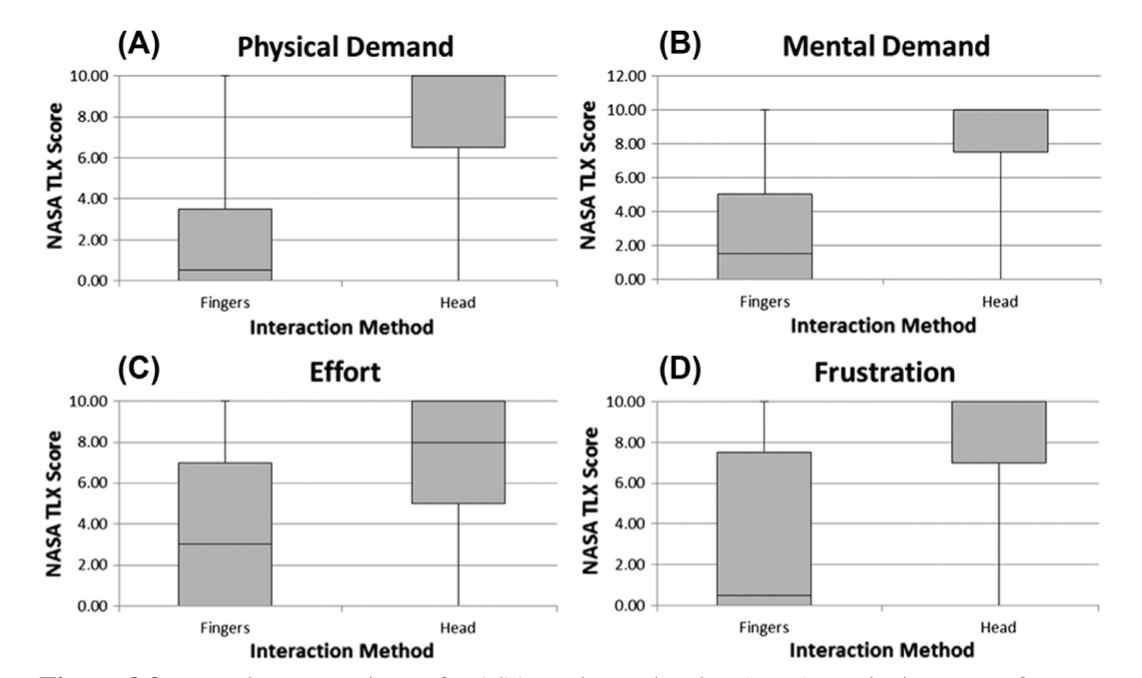 (A) Physical Demand
NASA TLX Score
10.00
8.00
6.00
4.00
2.00
0.00
Fingers Head
Interaction Method
(B) Mental Demand
NASA TLX Score
12.00
10.00
8.00
6.00
4.00
2.00
0.00
Fingers Head
Interaction Method
(C) Effort
NASA TLX Score
10.00
8.00
6.00
4.00
2.00
0.00
Fingers Head
Interaction Method
(D) Frustration
NASA TLX Score
10.00
8.00
6.00
4.00
2.00
0.00
Fingers Head
Interaction Method